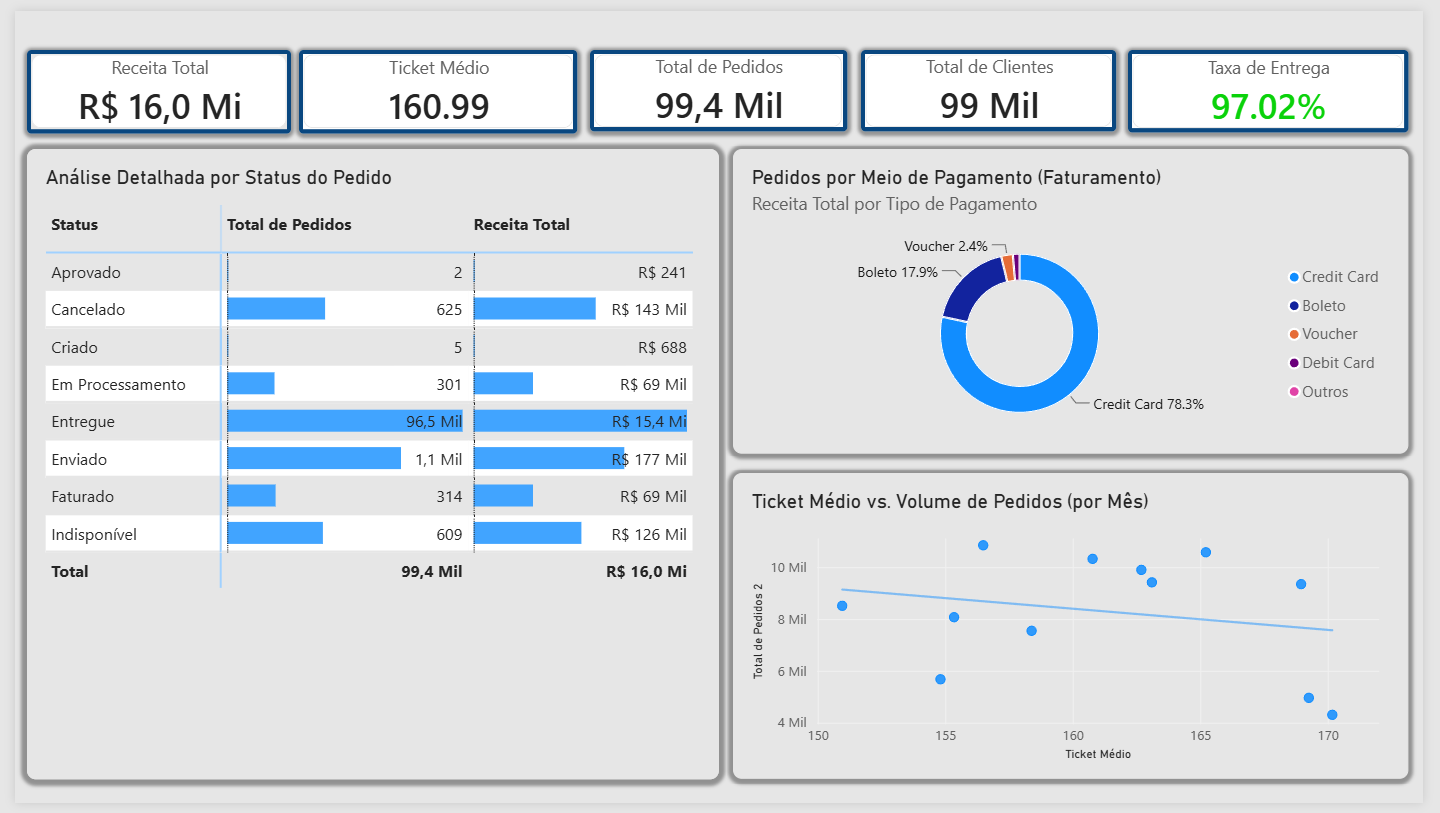 Receita Total
R$ 16,0 Mi
Ticket Médio
160.99
Total de Pedidos
99,4 Mil
Total de Clientes
99 Mil
Taxa de Entrega
97.02%
Análise Detalhada por Status do Pedido
Status Total de Pedidos Receita Total
Aprovado 2 R$ 241
Cancelado 625 R$ 143 Mil
Criado 5 R$ 688
Em Processamento 301 R$ 69 Mil
Entregue 96,5 Mil R$ 15,4 Mi
Enviado 1,1 Mil R$ 177 Mil
Faturado 314 R$ 69 Mil
Indisponível 609 R$ 126 Mil
Total 99,4 Mil R$ 16,0 Mi
Pedidos por Meio de Pagamento (Faturamento)
Receita Total por Tipo de Pagamento
Voucher 2.4%
Boleto 17.9%
Credit Card 78.3%
Credit Card
Boleto
Voucher
Debit Card
Outros
Ticket Médio vs. Volume de Pedidos (por Mês)
Total de Pedidos 2
10 Mil
8 Mil
6 Mil
4 Mil
150 155 160 165 170
Ticket Médio